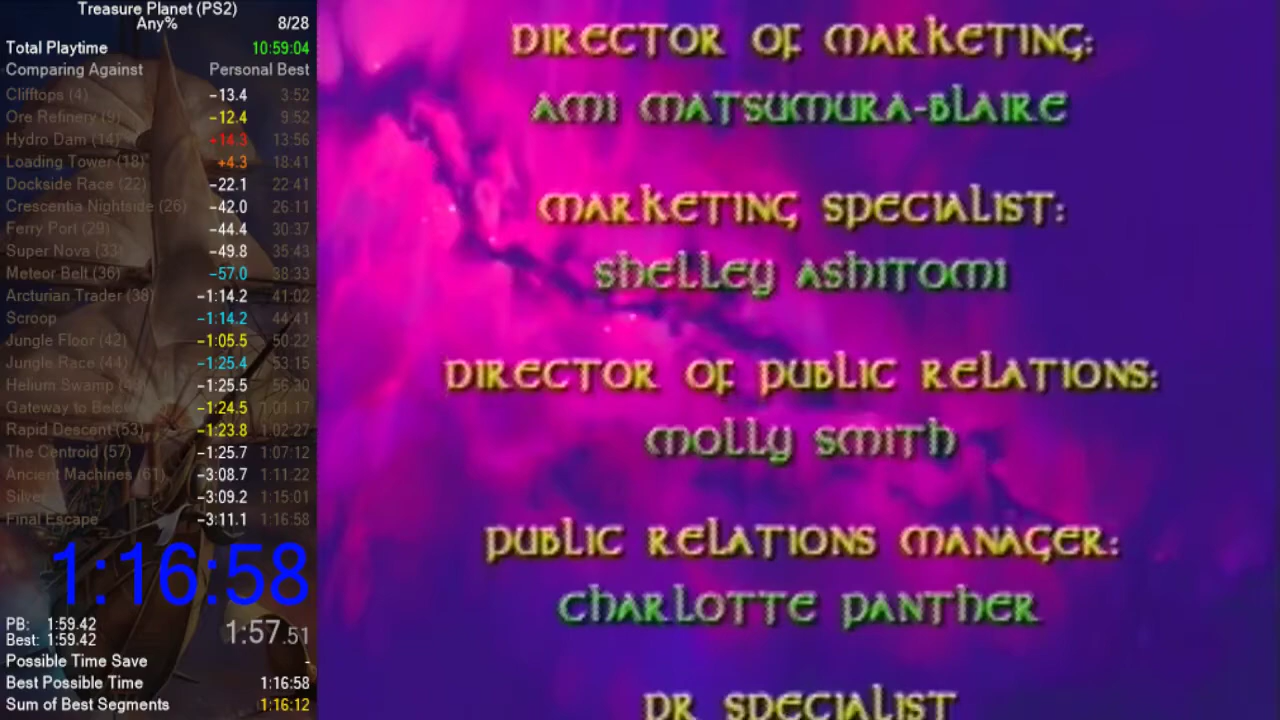 Treasure Planet (PS2)
Any% 8/28
Total Playtime 10:59:04
Comparing Against Personal Best
Clifftops (4) −13.4 3:52
Ore Refinery (9) −12.4 9:52
Hydro Dam (14) +14.3 13:56
Loading Tower (18) +4.3 18:41
Dockside Race (22) −22.1 22:41
Crescentia Nightside (26) −42.0 26:11
Ferry Port (29) −44.4 30:37
Super Nova (33) −49.8 35:43
Meteor Belt (36) −57.0 38:33
Arcturian Trader (38) −1:14.2 41:02
Scroop −1:14.2 44:41
Jungle Floor (42) −1:05.5 50:22
Jungle Race (44) −1:25.4 53:15
Helium Swamp −1:25.5 56:30
Gateway to Below −1:24.5 1:01:17
Rapid Descent (53) −1:23.8 1:02:27
The Centroid (57) −1:25.7 1:07:12
Ancient Machines (61) −3:08.7 1:11:22
Silver −3:09.2 1:15:01
Final Escape −3:11.1 1:16:58
1:16:58
PB: 1:59.42
Best: 1:59.42
1:57.51
Possible Time Save -
Best Possible Time 1:16:58
Sum of Best Segments 1:16:12
DIRECTOR OF MARKETING:
AMI MATSUMURA-BLAIRE
MARKETING SPECIALIST:
SHELLEY ASHITOMI
DIRECTOR OF PUBLIC RELATIONS:
MOLLY SMITH
PUBLIC RELATIONS MANAGER:
CHARLOTTE PANTHER
PR SPECIALIST